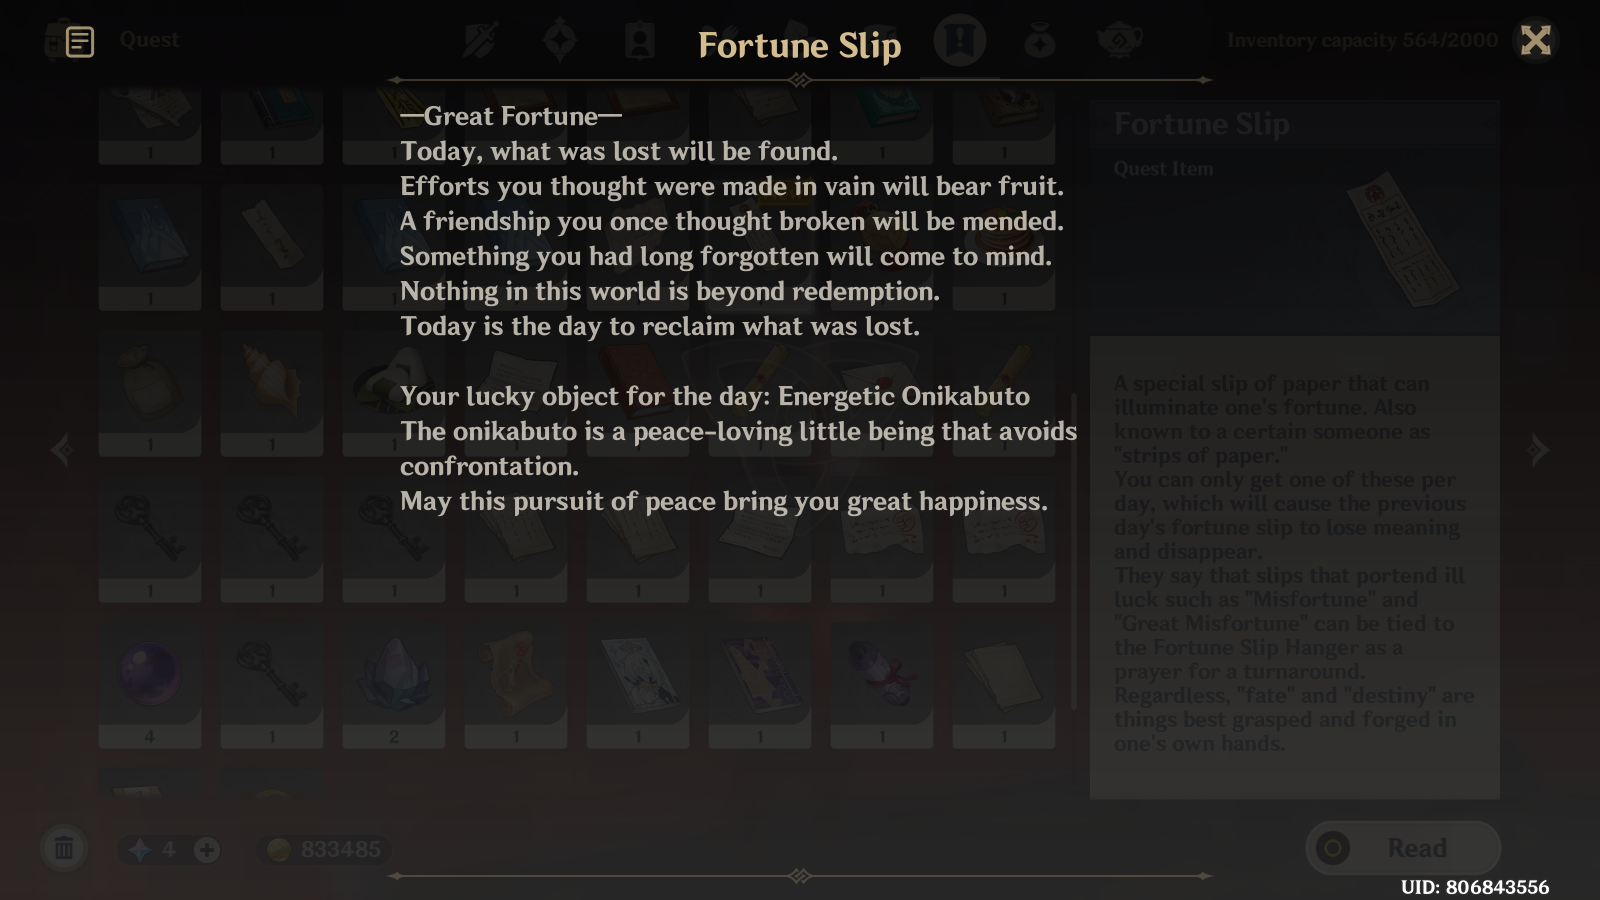 Quest
Fortune Slip
Inventory capacity 564/2000
—Great Fortune—
Today, what was lost will be found.
Efforts you thought were made in vain will bear fruit.
A friendship you once thought broken will be mended.
Something you had long forgotten will come to mind.
Nothing in this world is beyond redemption.
Today is the day to reclaim what was lost.
Your lucky object for the day: Energetic Onikabuto
The onikabuto is a peace-loving little being that avoids
confrontation.
May this pursuit of peace bring you great happiness.
Fortune Slip
Quest Item
A special slip of paper that can
illuminate one's fortune. Also
known to a certain someone as
"strips of paper."
You can only get one of these per
day, which will cause the previous
day's fortune slip to lose meaning
and disappear.
They say that slips that portend ill
luck such as "Misfortune" and
"Great Misfortune" can be tied to
the Fortune Slip Hanger as a
prayer for a turnaround.
Regardless, "fate" and "destiny" are
things best grasped and forged in
one's own hands.
1 1 1 1 1
1 1 1 1
1 1 1 1
1 1 1 1 1 1 1 1
4 1 2 1 1 1 1 1
4
833485
Read
UID: 806843556